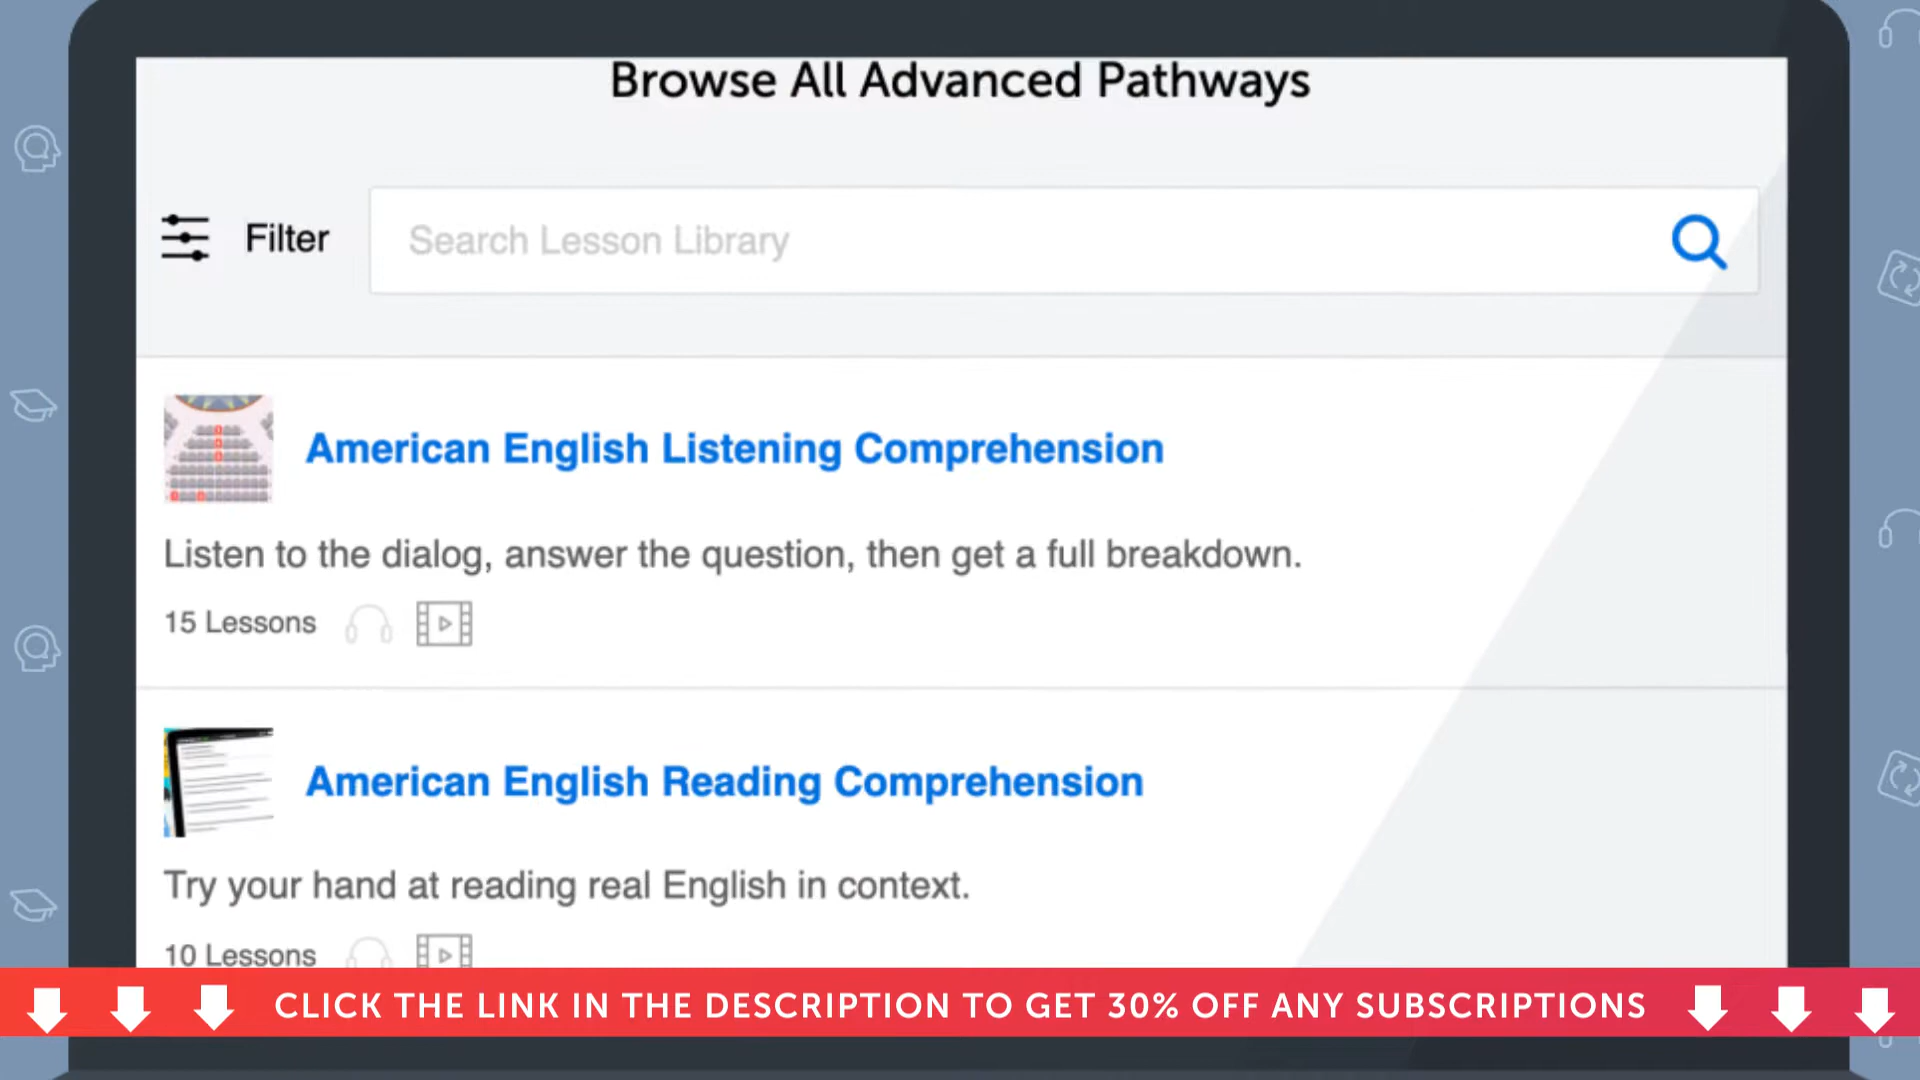 Browse All Advanced Pathways
Filter
Search Lesson Library
American English Listening Comprehension
Listen to the dialog, answer the question, then get a full breakdown.
15 Lessons
American English Reading Comprehension
Try your hand at reading real English in context.
10 Lessons
CLICK THE LINK IN THE DESCRIPTION TO GET 30% OFF ANY SUBSCRIPTIONS